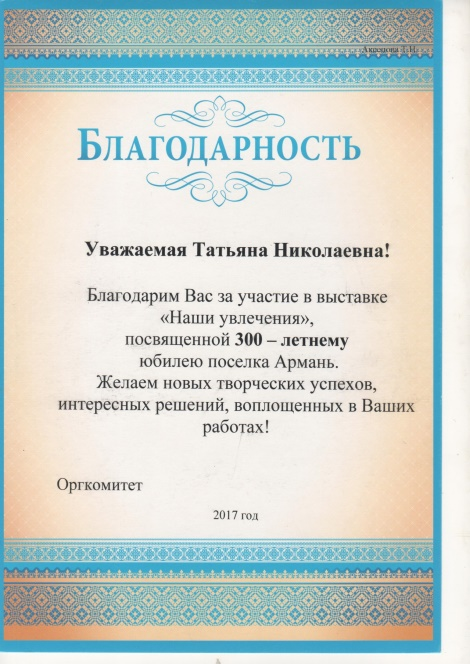 Аксенова Т.Н.
БЛАГОДАРНОСТЬ
Уважаемая Татьяна Николаевна!
Благодарим Вас за участие в выставке
«Наши увлечения»,
посвященной 300 – летнему
юбилею поселка Армань.
Желаем новых творческих успехов,
интересных решений, воплощенных в Ваших
работах!
Оргкомитет
2017 год